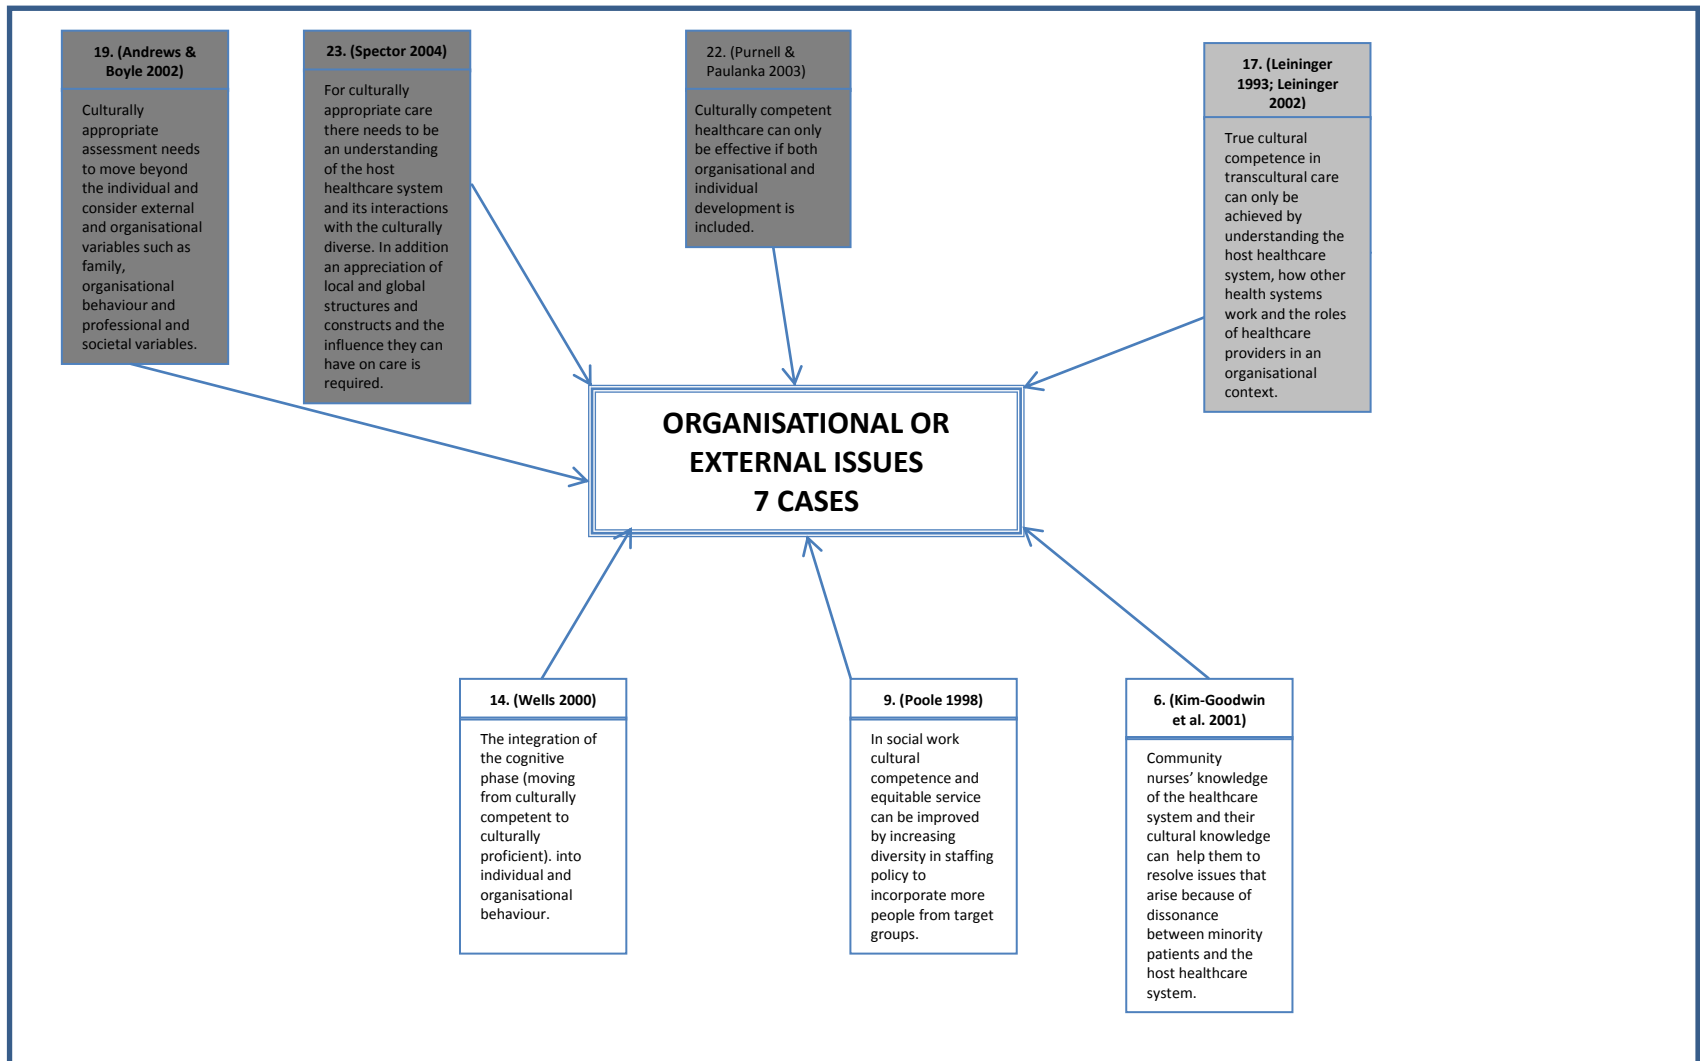 19. (Andrews &
Boyle 2002)
Culturally
appropriate
assessment needs
to move beyond
the individual and
consider external
and organisational
variables such as
family,
organisational
behaviour and
professional and
societal variables.
23. (Spector 2004)
For culturally
appropriate care
there needs to be
an understanding
of the host
healthcare system
and its interactions
with the culturally
diverse. In addition
an appreciation of
local and global
structures and
constructs and the
influence they can
have on care is
required.
22. (Purnell &
Paulanka 2003)
Culturally competent
healthcare can only
be effective if both
organisational and
individual
development is
included.
17. (Leininger
1993; Leininger
2002)
True cultural
competence in
transcultural care
can only be
achieved by
understanding the
host healthcare
system, how other
health systems
work and the roles
of healthcare
providers in an
organisational
context.
ORGANISATIONAL OR
EXTERNAL ISSUES
7 CASES
14. (Wells 2000)
The integration of
the cognitive
phase (moving
from culturally
competent to
culturally
proficient). into
individual and
organisational
behaviour.
9. (Poole 1998)
In social work
cultural
competence and
equitable service
can be improved
by increasing
diversity in staffing
policy to
incorporate more
people from target
groups.
6. (Kim-Goodwin
et al. 2001)
Community
nurses’ knowledge
of the healthcare
system and their
cultural knowledge
can  help them to
resolve issues that
arise because of
dissonance
between minority
patients and the
host healthcare
system.